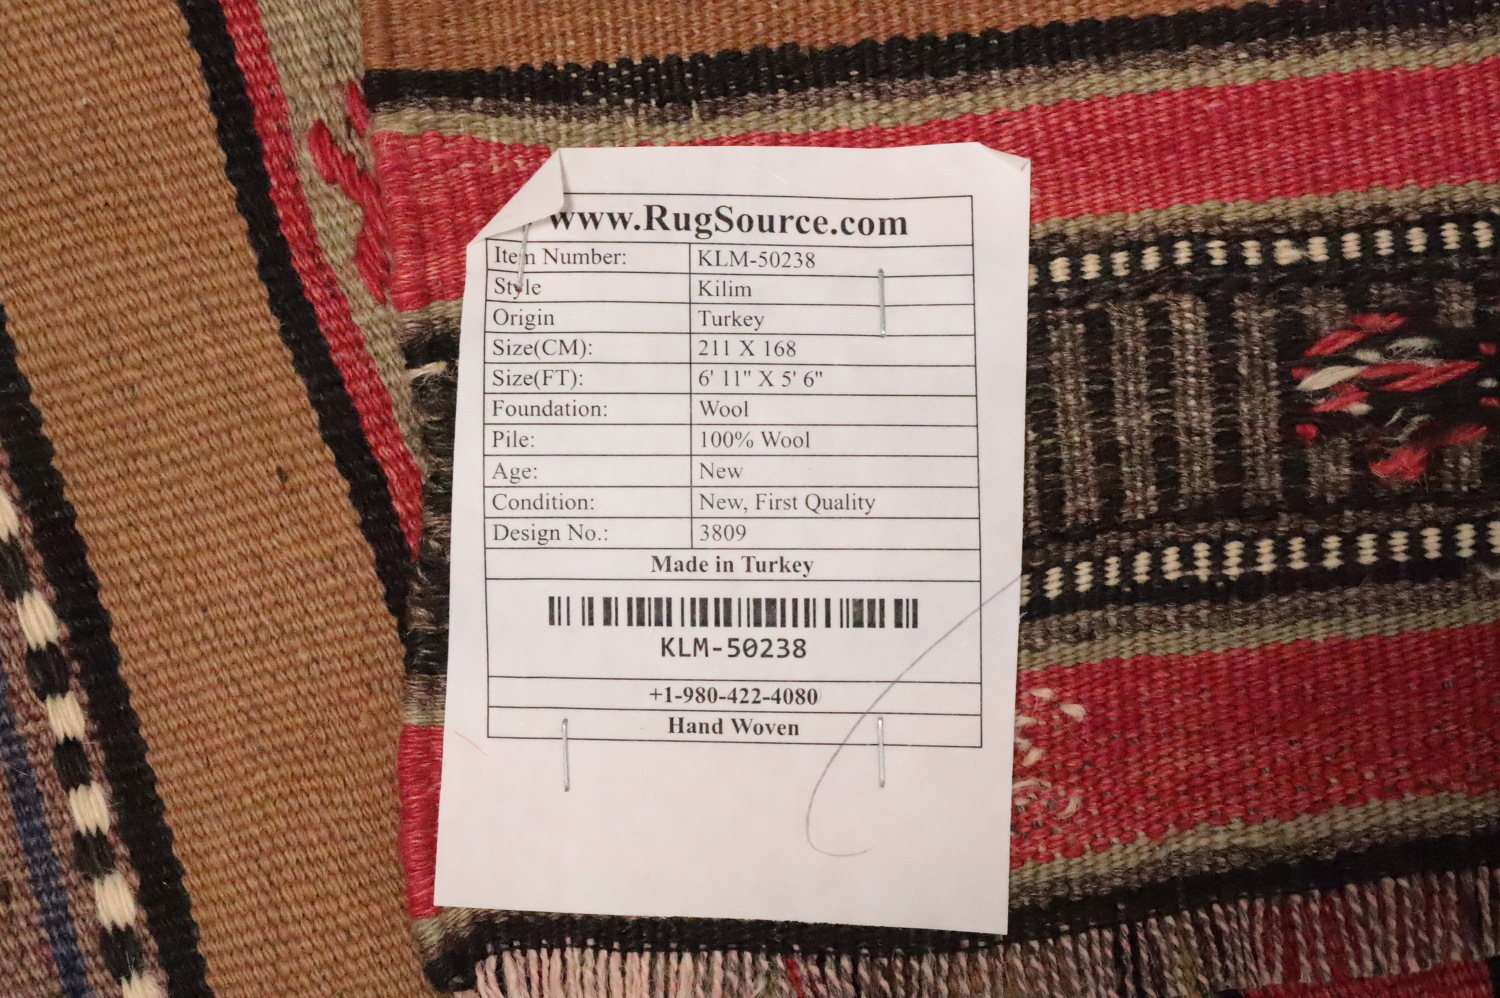 www.RugSource.com
Item Number: KLM-50238
Style Kilim
Origin Turkey
Size(CM): 211 X 168
Size(FT): 6' 11" X 5' 6"
Foundation: Wool
Pile: 100% Wool
Age: New
Condition: New, First Quality
Design No.: 3809
Made in Turkey
KLM-50238
+1-980-422-4080
Hand Woven